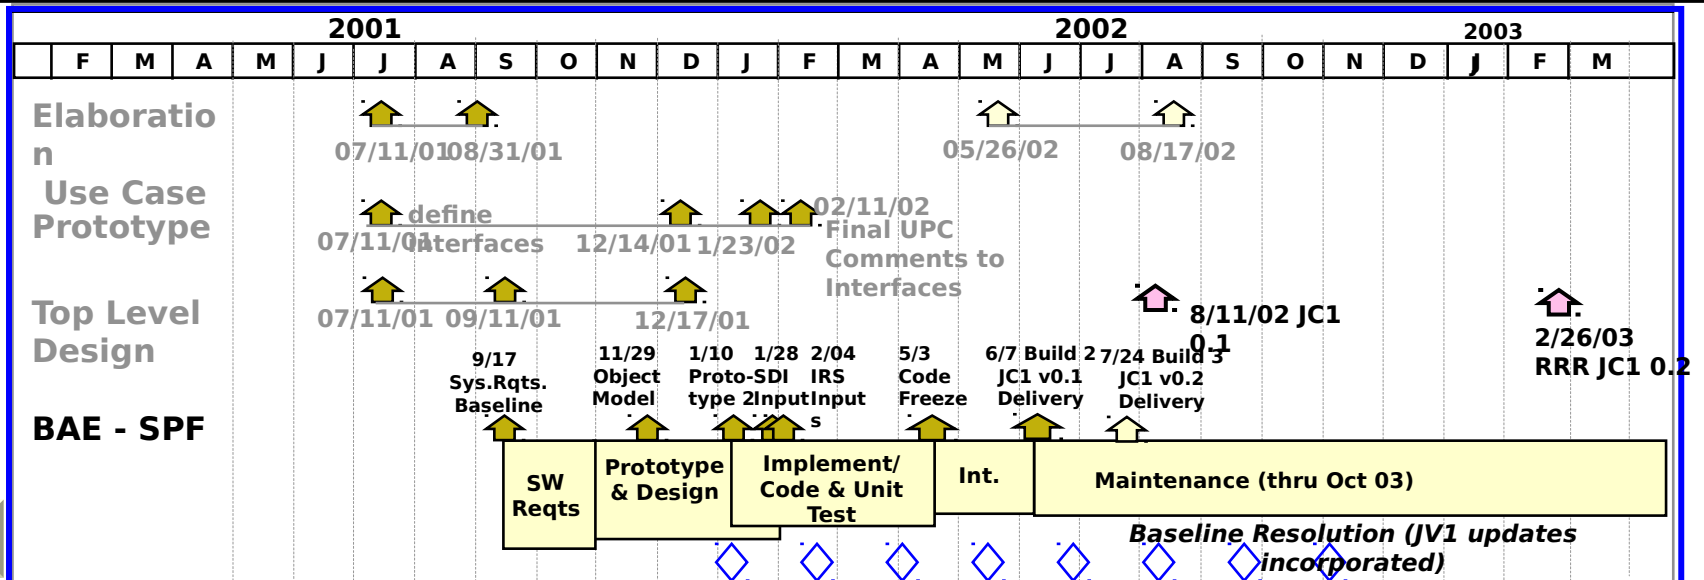 2001 2002 2003
F M A M J J A S O N D J F M A M J J A S O N D J F M
Elaboratio
n
07/11/01 08/31/01 05/26/02 08/17/02
Use Case
Prototype
define
Interfaces
07/11/01 12/14/01 1/23/02
02/11/02
Final UPC
Comments to
Interfaces
Top Level
Design
07/11/01 09/11/01 12/17/01
8/11/02 JC1
0.1
2/26/03
RRR JC1 0.2
9/17
Sys.Rqts.
Baseline
11/29
Object
Model
1/10
Proto-
type 2
1/28
SDI
Input
2/04
IRS
Input
s
5/3
Code
Freeze
6/7 Build 2
JC1 v0.1
Delivery
7/24 Build 3
JC1 v0.2
Delivery
BAE - SPF
SW
Reqts
Prototype
& Design
Implement/
Code & Unit
Test
Int.
Maintenance (thru Oct 03)
Baseline Resolution (JV1 updates
incorporated)